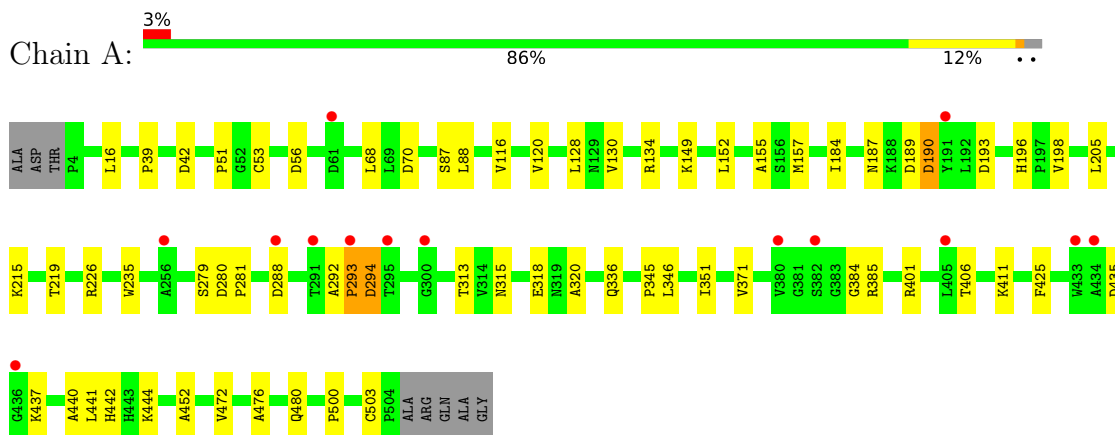 3%
Chain A:
86% 12% • •
ALA ASP THR P4 L16 P39 D42 P51 G52 C53 D56 D61 L68 L69 D70 S87 L88 V116 V120 L128 N129 V130 R134 K149 L152 A155 S156 M157 I184 N187 K188 D189 D190 Y191 L192 D193 H196 P197 V198 L205
K215 T219 R226 W235 A256 S279 D280 P281 D288 T291 A292 P293 D294 T295 G300 T313 V314 N315 E318 N319 A320 Q336 P345 L346 I351 V371 V380 G381 S382 G383 G384 R385 R401 L405 T406 K411 F425 W433 A434 D435
G436 K437 A440 L441 H442 H443 K444 A452 V472 A476 Q480 P500 C503 P504 ALA ARG GLN ALA GLY